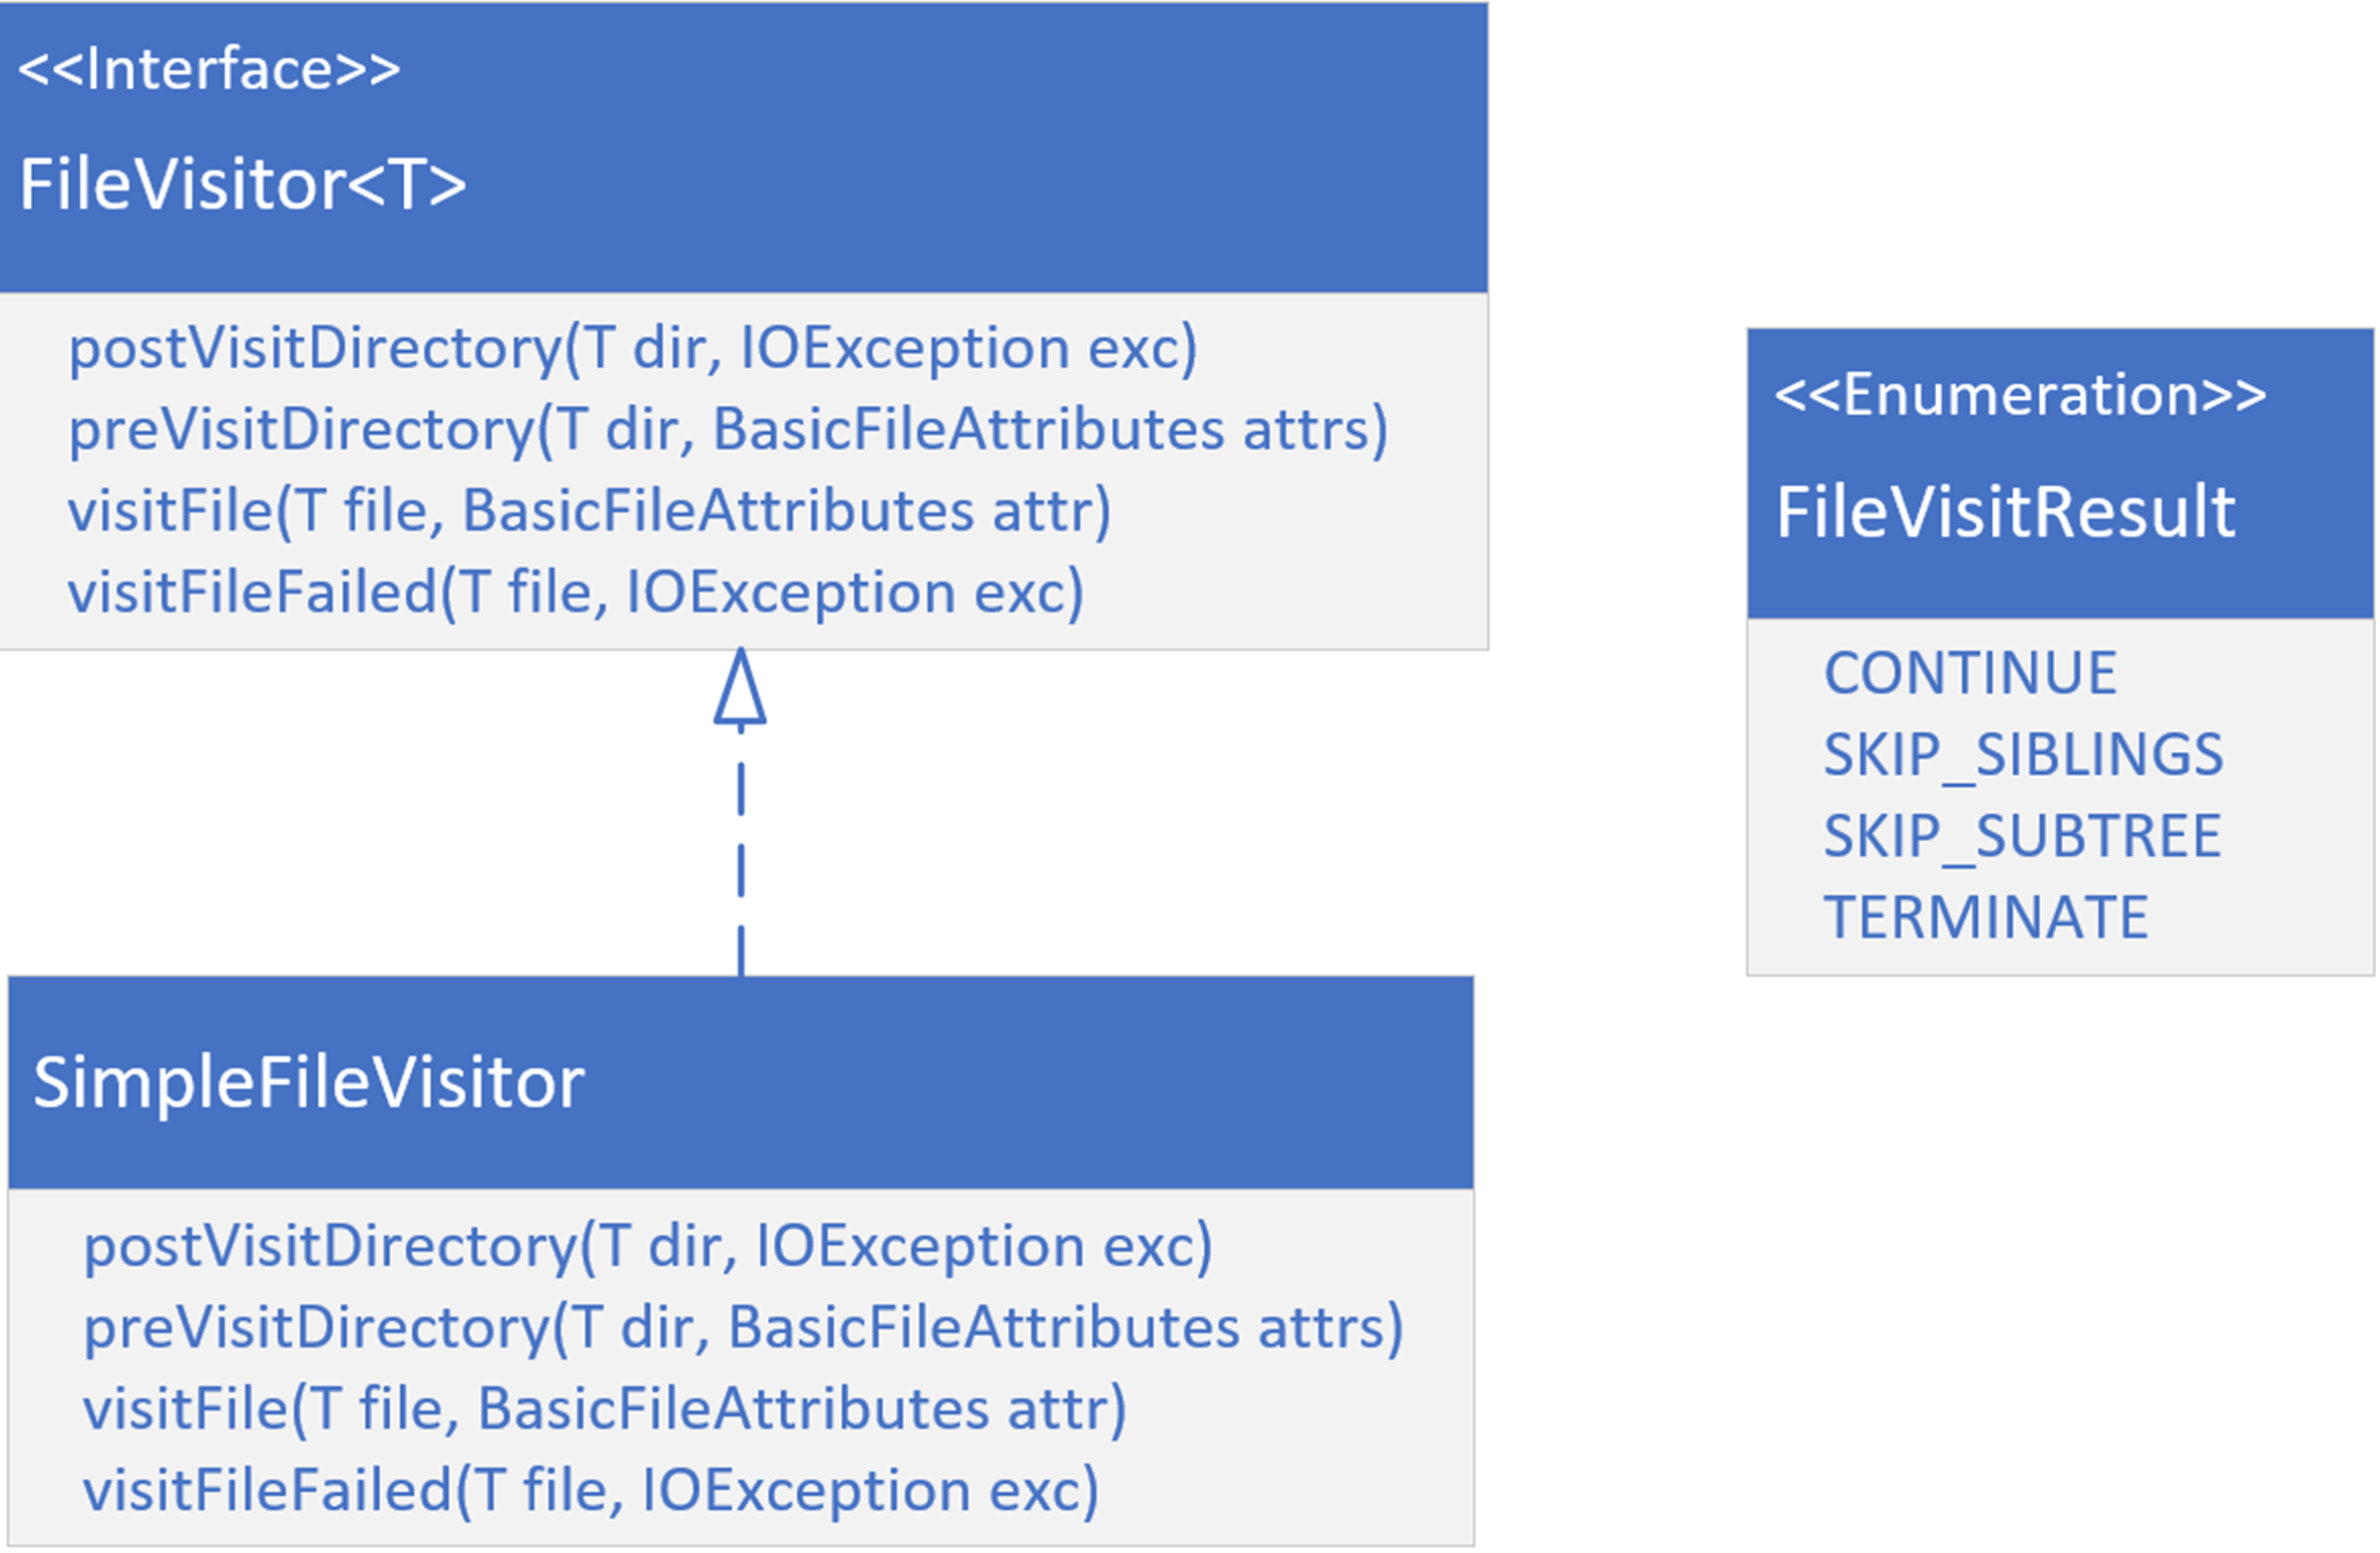 <<Interface>>
FileVisitor<T>
postVisitDirectory(T dir, IOException exc)
preVisitDirectory(T dir, BasicFileAttributes attrs)
visitFile(T file, BasicFileAttributes attr)
visitFileFailed(T file, IOException exc)
<<Enumeration>>
FileVisitResult
CONTINUE
SKIP_SIBLINGS
SKIP_SUBTREE
TERMINATE
SimpleFileVisitor
postVisitDirectory(T dir, IOException exc)
preVisitDirectory(T dir, BasicFileAttributes attrs)
visitFile(T file, BasicFileAttributes attr)
visitFileFailed(T file, IOException exc)